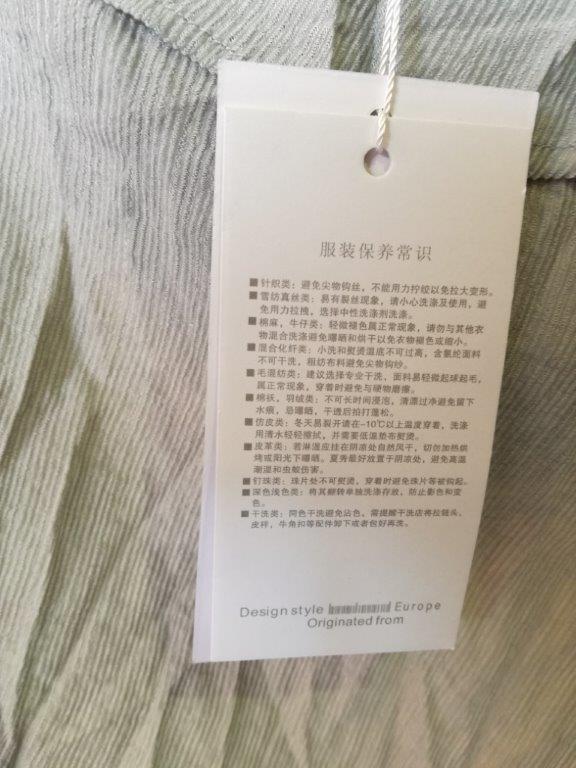 服装保养常识
■针织类：避免尖物钩丝，不能用力拧绞以免拉大变形。
■雪纺真丝类：易有裂丝现象，请小心洗涤及使用，避
免用力拉拽，选择中性洗涤剂洗涤。
■棉麻，牛仔类：轻微褪色属正常现象，请勿与其他衣
物混合洗涤避免曝晒和烘干以免衣物褪色或缩小。
■混合化纤类：水洗和熨烫温底不可过高，含氯纶面料
不可干洗，粗纺布料避免尖物钩纱。
■毛混纺类：建议选择专业干洗，面料易轻微起球起毛，
属正常现象，穿着时避免与硬物磨擦。
■棉袄，羽绒类：不可长时间浸泡，清漂过净避免留下
水痕，忌曝晒，干透后拍打蓬松。
■仿皮类：冬天易裂开请在-10℃以上温度穿着，洗涤
用清水轻轻擦拭，并需要低温垫布熨烫。
■皮革类：若淋湿应挂在阴凉处自然风干，切勿加热烘
烤或阳光下曝晒。夏秀最好放置于阴凉处，避免高温
潮湿和虫蚁伤害。
■钉珠类：珠片处不可熨烫，穿着时避免珠片等被钩起。
■深色浅色类：将其翻转单独洗涤存放，防止影色和变
色。
■干洗类：同色干洗避免沾色，需提醒干洗店将拉链头、
皮样，牛角扣等配件卸下或者包好再洗。
Design style Europe
Originated from